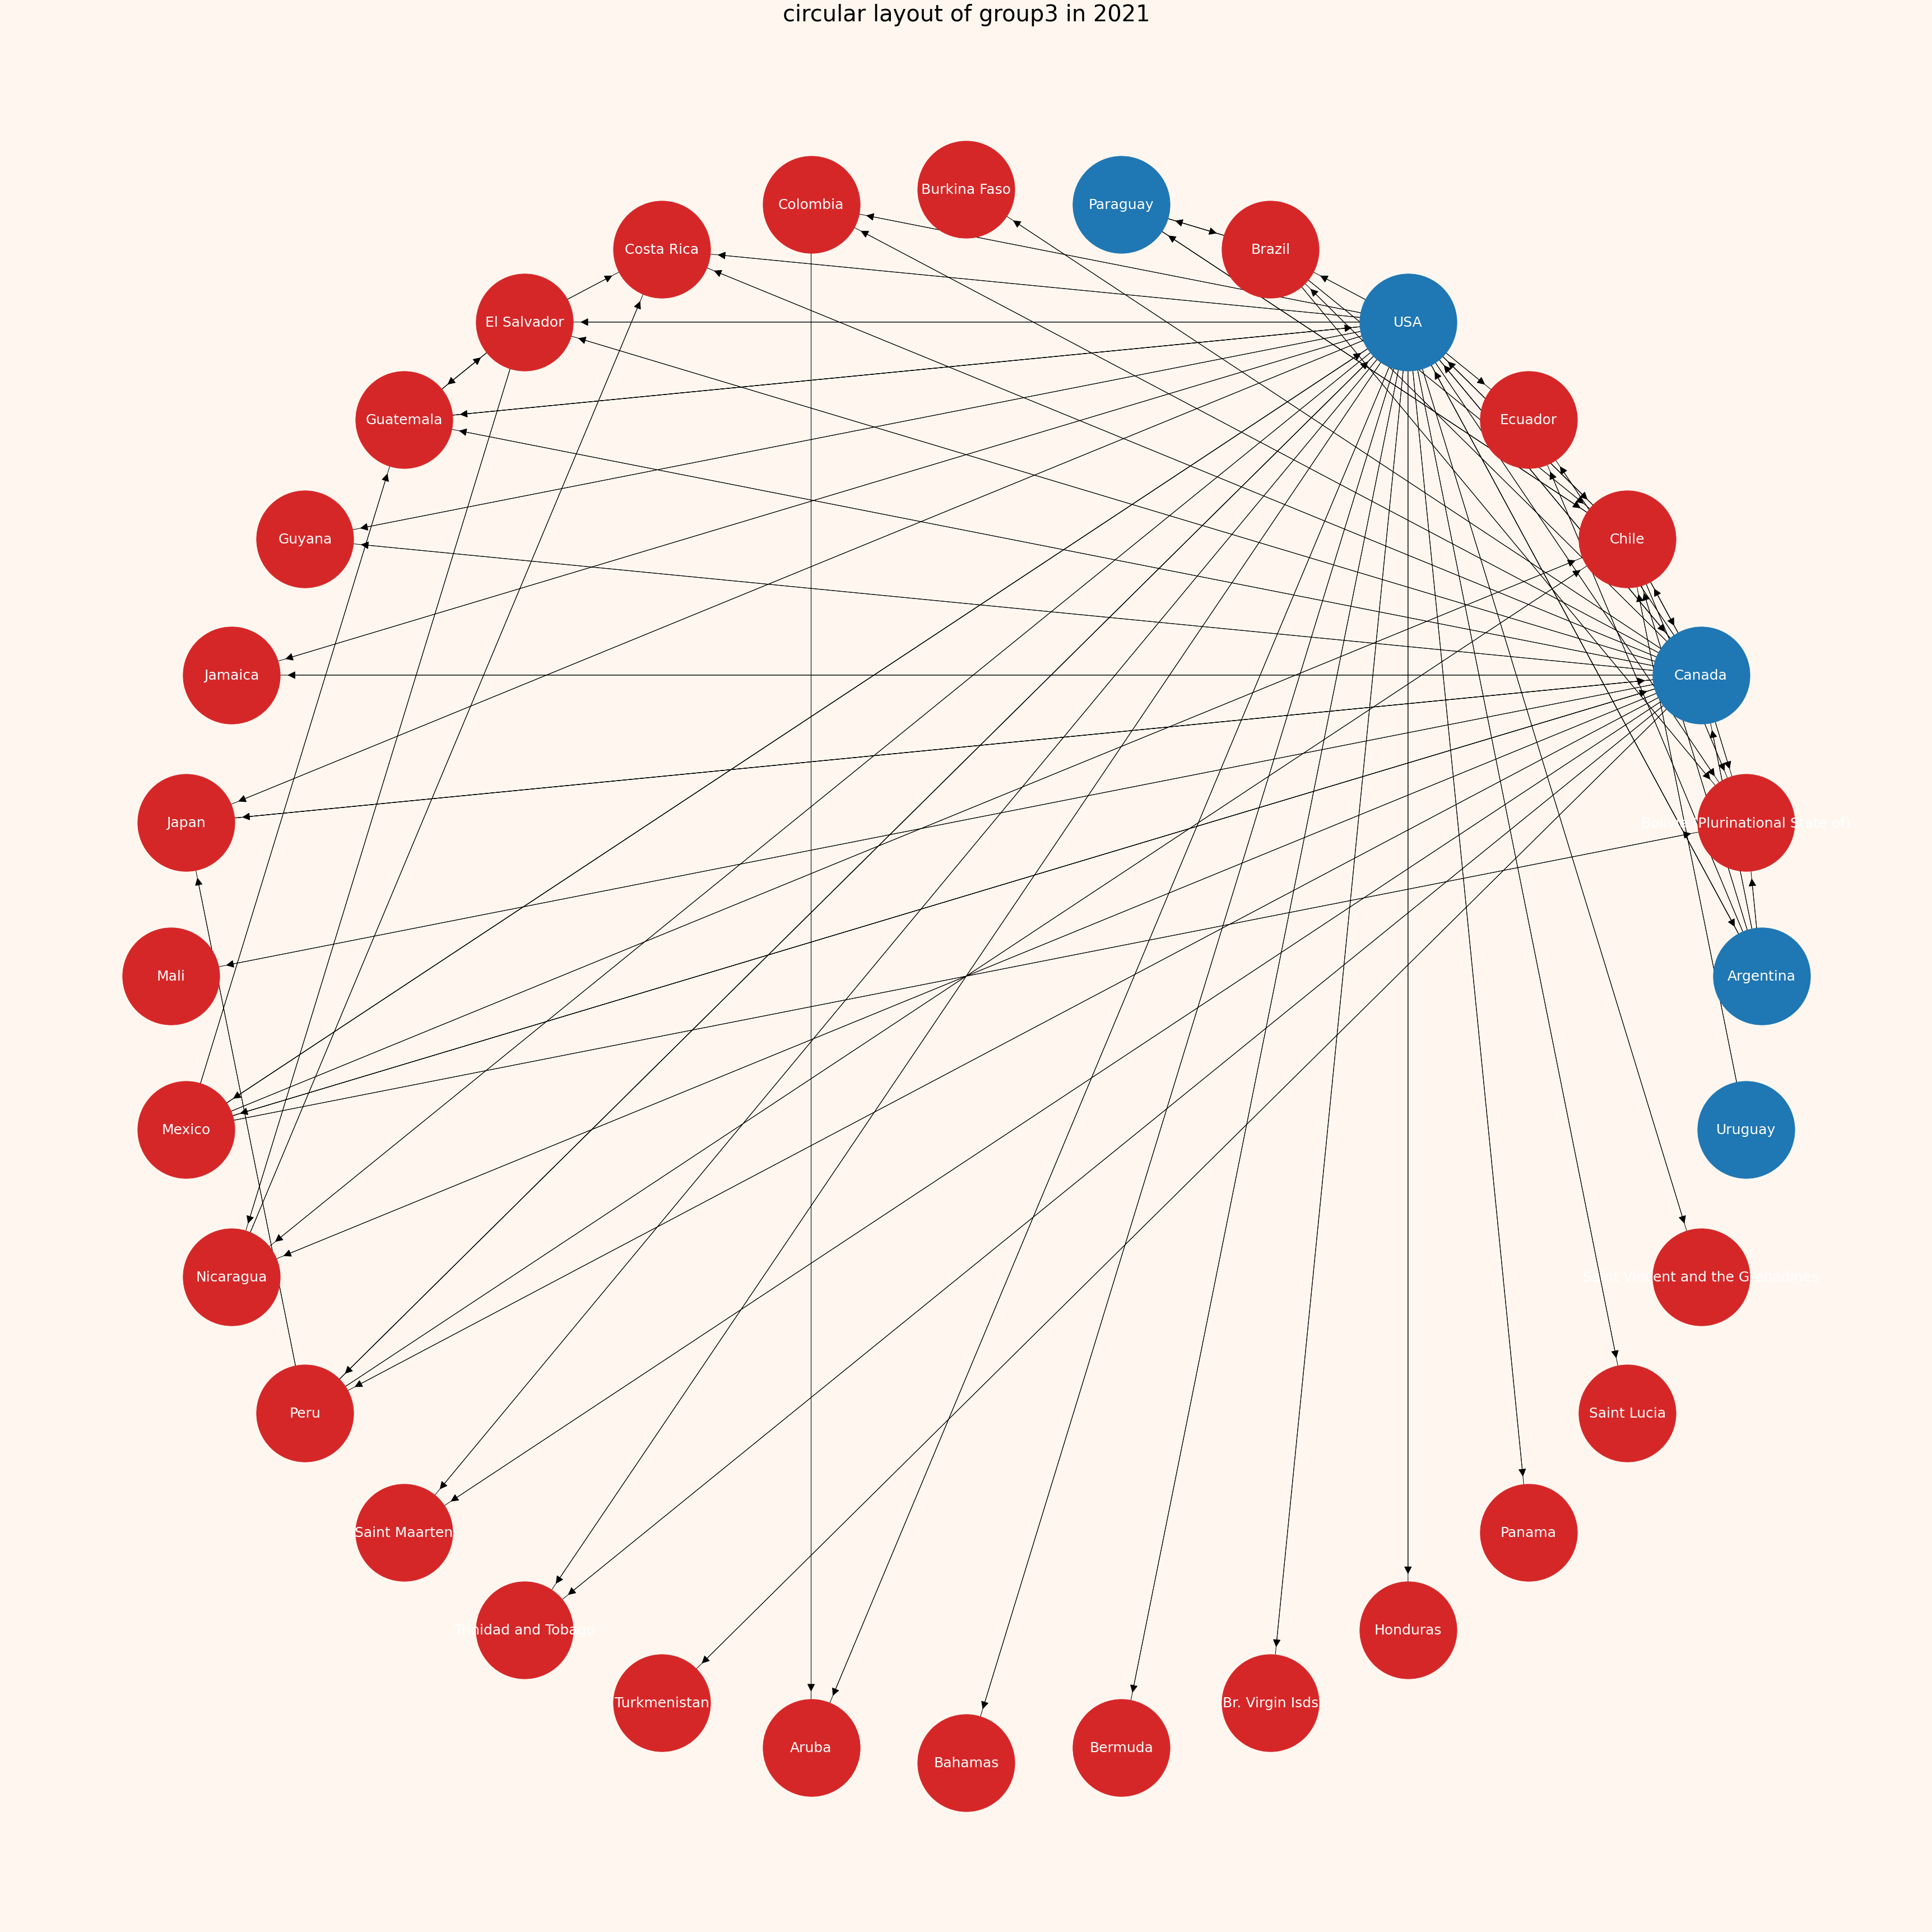 circular layout of group3 in 2021
Burkina Faso
Colombia
Paraguay
Costa Rica
Brazil
El Salvador
USA
Guatemala
Ecuador
Guyana
Chile
Jamaica
Canada
Japan
Plurinational State of)
Mali
Argentina
Mexico
Uruguay
Nicaragua
Saint Vincent and the Grenadines
Peru
Saint Lucia
Saint Maarten
Panama
Trinidad and Tobago
Honduras
Turkmenistan
Br. Virgin Isds
Aruba
Bermuda
Bahamas